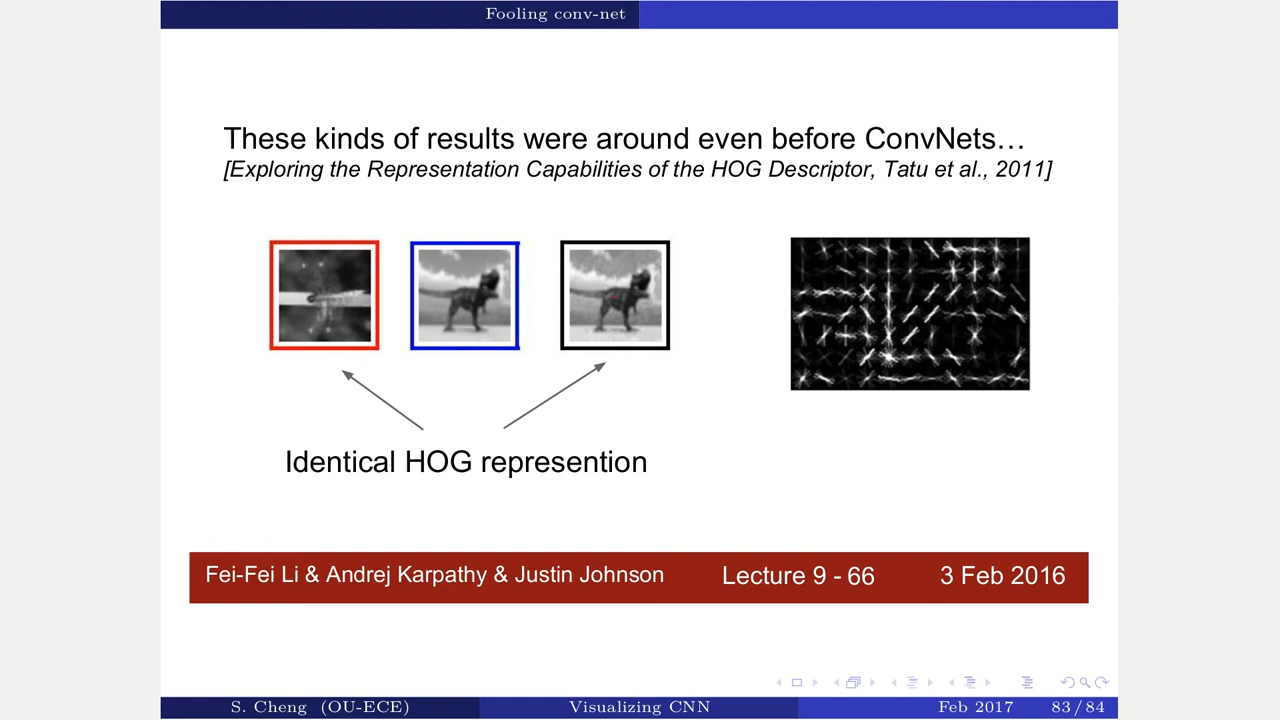 Fooling conv-net
These kinds of results were around even before ConvNets…
[Exploring the Representation Capabilities of the HOG Descriptor, Tatu et al., 2011]
Identical HOG represention
Fei-Fei Li & Andrej Karpathy & Justin Johnson Lecture 9 - 66 3 Feb 2016
S. Cheng (OU-ECE) Visualizing CNN Feb 2017 83 / 84